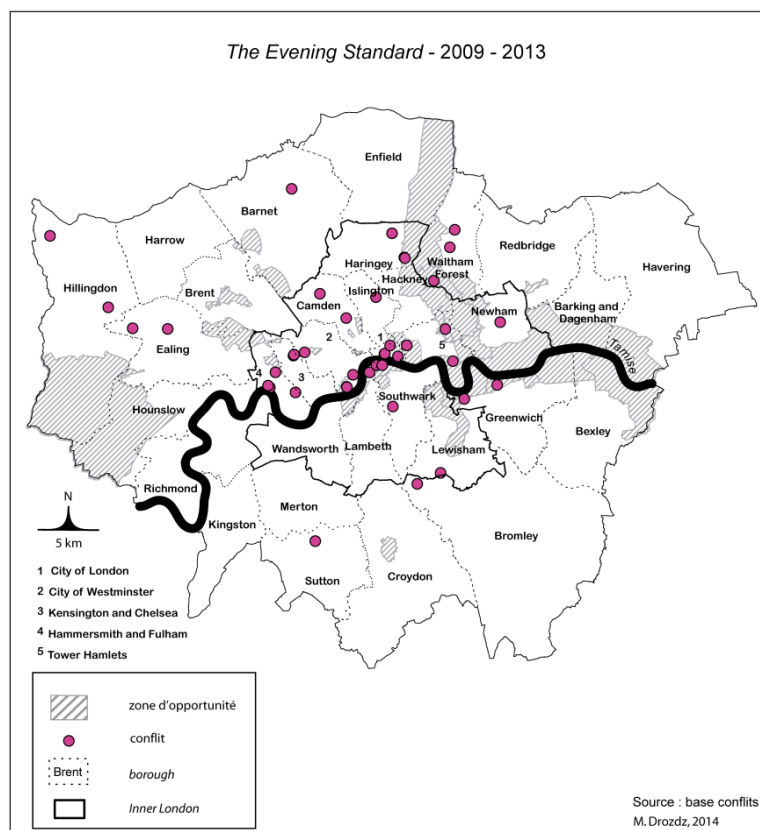 The Evening Standard - 2009 - 2013
Enfield
Barnet
Harrow
Haringey
Waltham
Forest
Redbridge
Havering
Hillingdon
Brent
Camden
Islington
Hackney
Newham
Barking and
Dagenham
Ealing
2
1
5
Tamise
4
3
Hounslow
Southwark
Greenwich
Bexley
Wandsworth
Lambeth
Lewisham
Richmond
Kingston
Merton
Bromley
Sutton
Croydon
N
5 km
1 City of London
2 City of Westminster
3 Kensington and Chelsea
4 Hammersmith and Fulham
5 Tower Hamlets
zone d'opportunité
conflit
Brent borough
Inner London
Source : base conflits
M. Drozdz, 2014